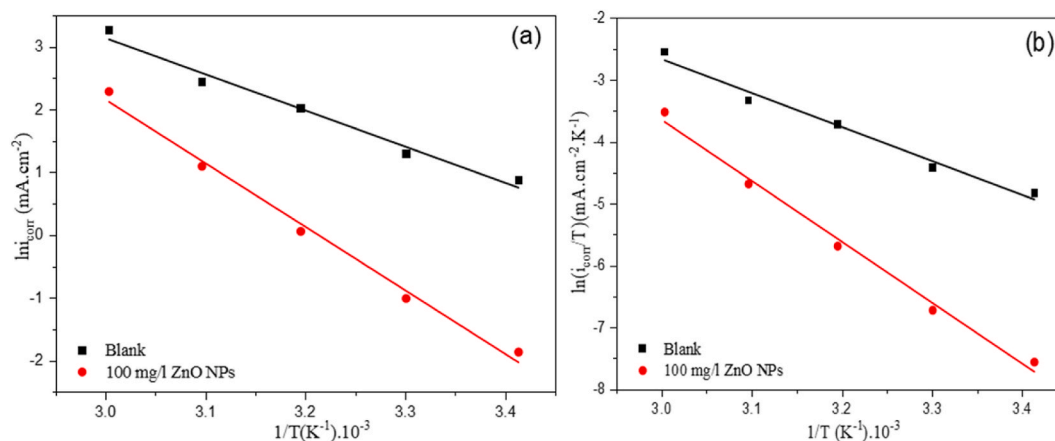 (a)
lni_corr (mA.cm⁻²)
3
2
1
0
-1
-2
Blank
100 mg/l ZnO NPs
3.0 3.1 3.2 3.3 3.4
1/T(K⁻¹).10⁻³
(b)
ln(i_corr/T)(mA.cm⁻².K⁻¹)
-2
-3
-4
-5
-6
-7
-8
Blank
100 mg/l ZnO NPs
3.0 3.1 3.2 3.3 3.4
1/T (K⁻¹).10⁻³